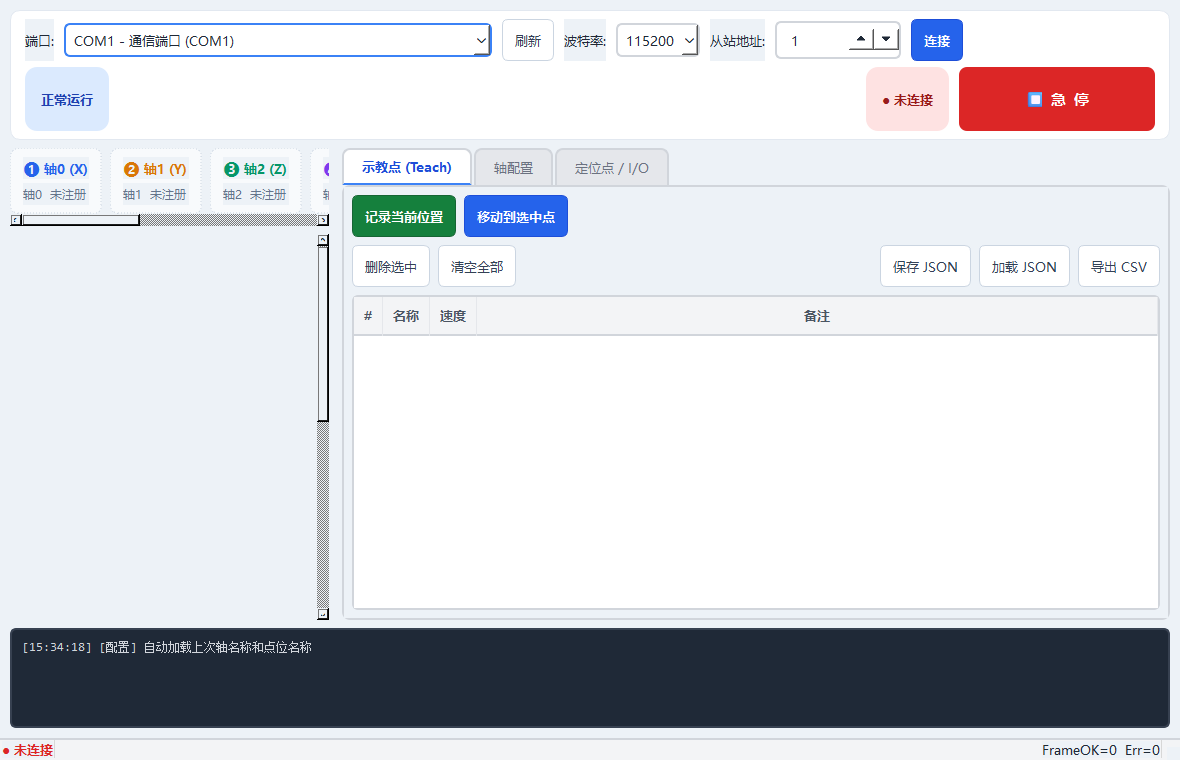 端口: COM1 - 通信端口 (COM1) 刷新 波特率: 115200 从站地址: 1 连接
正常运行 ● 未连接 急 停
1 轴0 (X) 2 轴1 (Y) 3 轴2 (Z)
轴0 未注册 轴1 未注册 轴2 未注册
示教点 (Teach) 轴配置 定位点 / I/O
记录当前位置 移动到选中点
删除选中 清空全部 保存 JSON 加载 JSON 导出 CSV
# 名称 速度 备注
[15:34:18] [配置] 自动加载上次轴名称和点位名称
● 未连接 FrameOK=0 Err=0